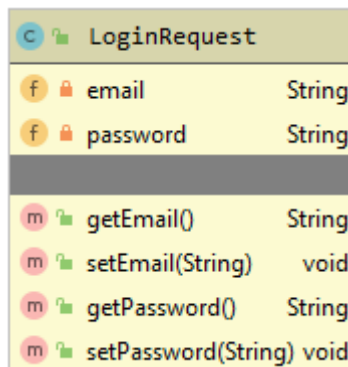 C LoginRequest
f email String
f password String
m getEmail() String
m setEmail(String) void
m getPassword() String
m setPassword(String) void